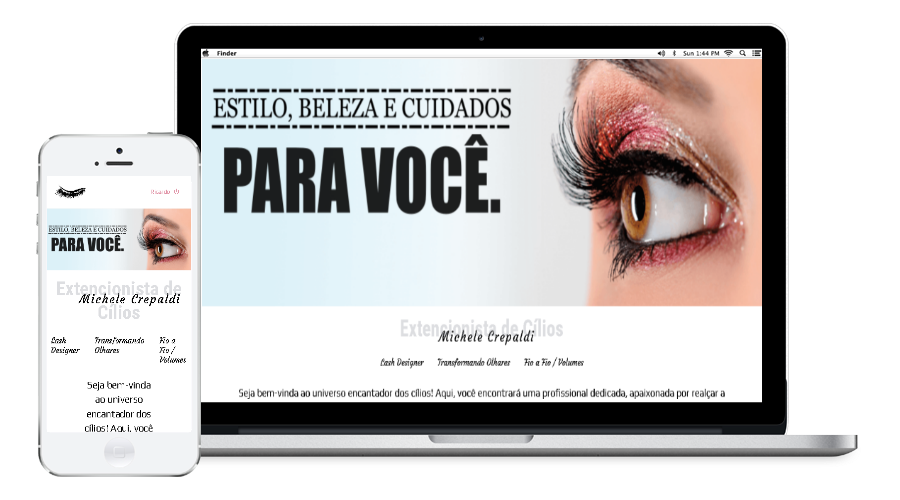 Finder
Sun 1:44 PM
ESTILO, BELEZA E CUIDADOS
PARA VOCÊ.
Extencionista de Cílios
Michele Crepaldi
Lash Designer Transformando Olhares Fio a Fio / Volumes
Seja bem-vinda ao universo encantador dos cílios! Aqui, você encontrará uma profissional dedicada, apaixonada por realçar a
Ricardo
ESTILO, BELEZA E CUIDADOS
PARA VOCÊ.
Extencionista de
Michele Crepaldi
Cílios
Lash Transformando Fio a
Designer Olhares Fio /
Volumes
Seja bem-vinda
ao universo
encantador dos
cílios! Aqui, você